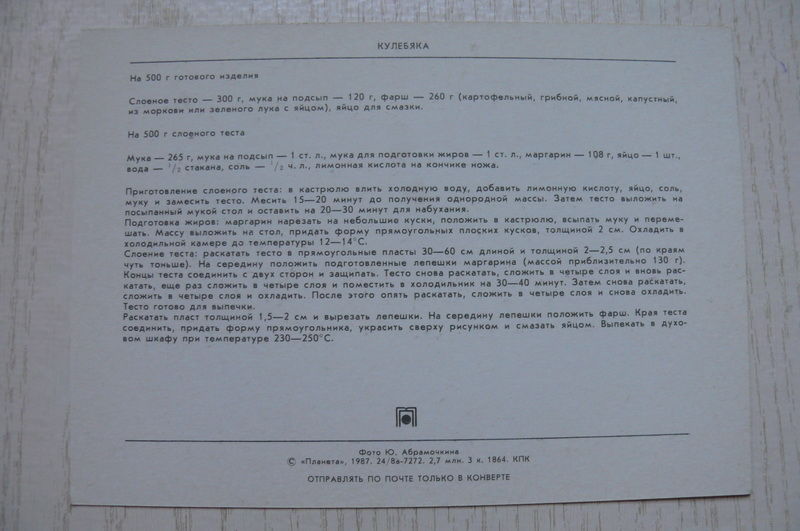 КУЛЕБЯКА
На 500 г готового изделия
Слоеное тесто — 300 г, мука на подсып — 120 г, фарш — 260 г (картофельный, грибной, мясной, капустный,
из моркови или зеленого лука с яйцом), яйцо для смазки.
На 500 г слоеного теста
Мука — 265 г, мука на подсып — 1 ст. л., мука для подготовки жиров — 1 ст. л., маргарин — 108 г, яйцо — 1 шт.,
вода — 1/2 стакана, соль — 1/2 ч. л., лимонная кислота на кончике ножа.
Приготовление слоеного теста: в кастрюлю влить холодную воду, добавить лимонную кислоту, яйцо, соль,
муку и замесить тесто. Месить 15—20 минут до получения однородной массы. Затем тесто выложить на
посыпанный мукой стол и оставить на 20—30 минут для набухания.
Подготовка жиров: маргарин нарезать на небольшие куски, положить в кастрюлю, всыпать муку и переме-
шать. Массу выложить на стол, придать форму прямоугольных плоских кусков, толщиной 2 см. Охладить в
холодильной камере до температуры 12—14°С.
Слоение теста: раскатать тесто в прямоугольные пласты 30—60 см длиной и толщиной 2—2,5 см (по краям
чуть тоньше). На середину положить подготовленные лепешки маргарина (массой приблизительно 130 г).
Концы теста соединить с двух сторон и защипать. Тесто снова раскатать, сложить в четыре слоя и вновь рас-
катать, еще раз сложить в четыре слоя и поместить в холодильник на 30—40 минут. Затем снова раскатать,
сложить в четыре слоя и охладить. После этого опять раскатать, сложить в четыре слоя и снова охладить.
Тесто готово для выпечки.
Раскатать пласт толщиной 1,5—2 см и вырезать лепешки. На середину лепешки положить фарш. Края теста
соединить, придать форму прямоугольника, украсить сверху рисунком и смазать яйцом. Выпекать в духо-
вом шкафу при температуре 230—250°С.
Фото Ю. Абрамочкина
© «Планета», 1987. 24/8а-7272. 2,7 млн. 3 к. 1864. КПК
ОТПРАВЛЯТЬ ПО ПОЧТЕ ТОЛЬКО В КОНВЕРТЕ